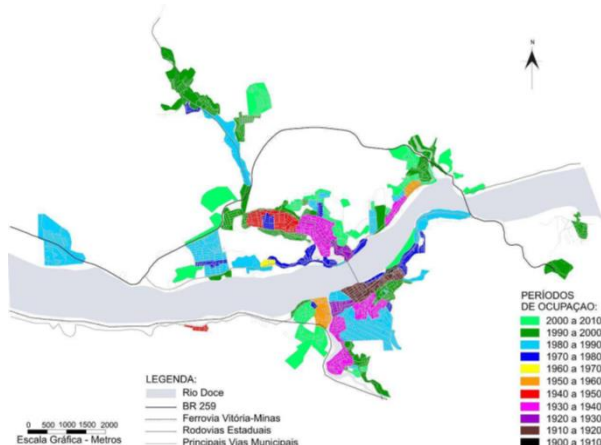 N
PERÍODOS
DE OCUPAÇAO:
2000 a 2010
1990 a 2000
1980 a 1990
1970 a 1980
1960 a 1970
1950 a 1960
1940 a 1950
1930 a 1940
1920 a 1930
1910 a 1920
1900 a 1910
LEGENDA:
Rio Doce
BR 259
Ferrovia Vitória-Minas
Rodovias Estaduais
Principais Vias Municipais
0 500 1000 1500 2000
Escala Gráfica - Metros